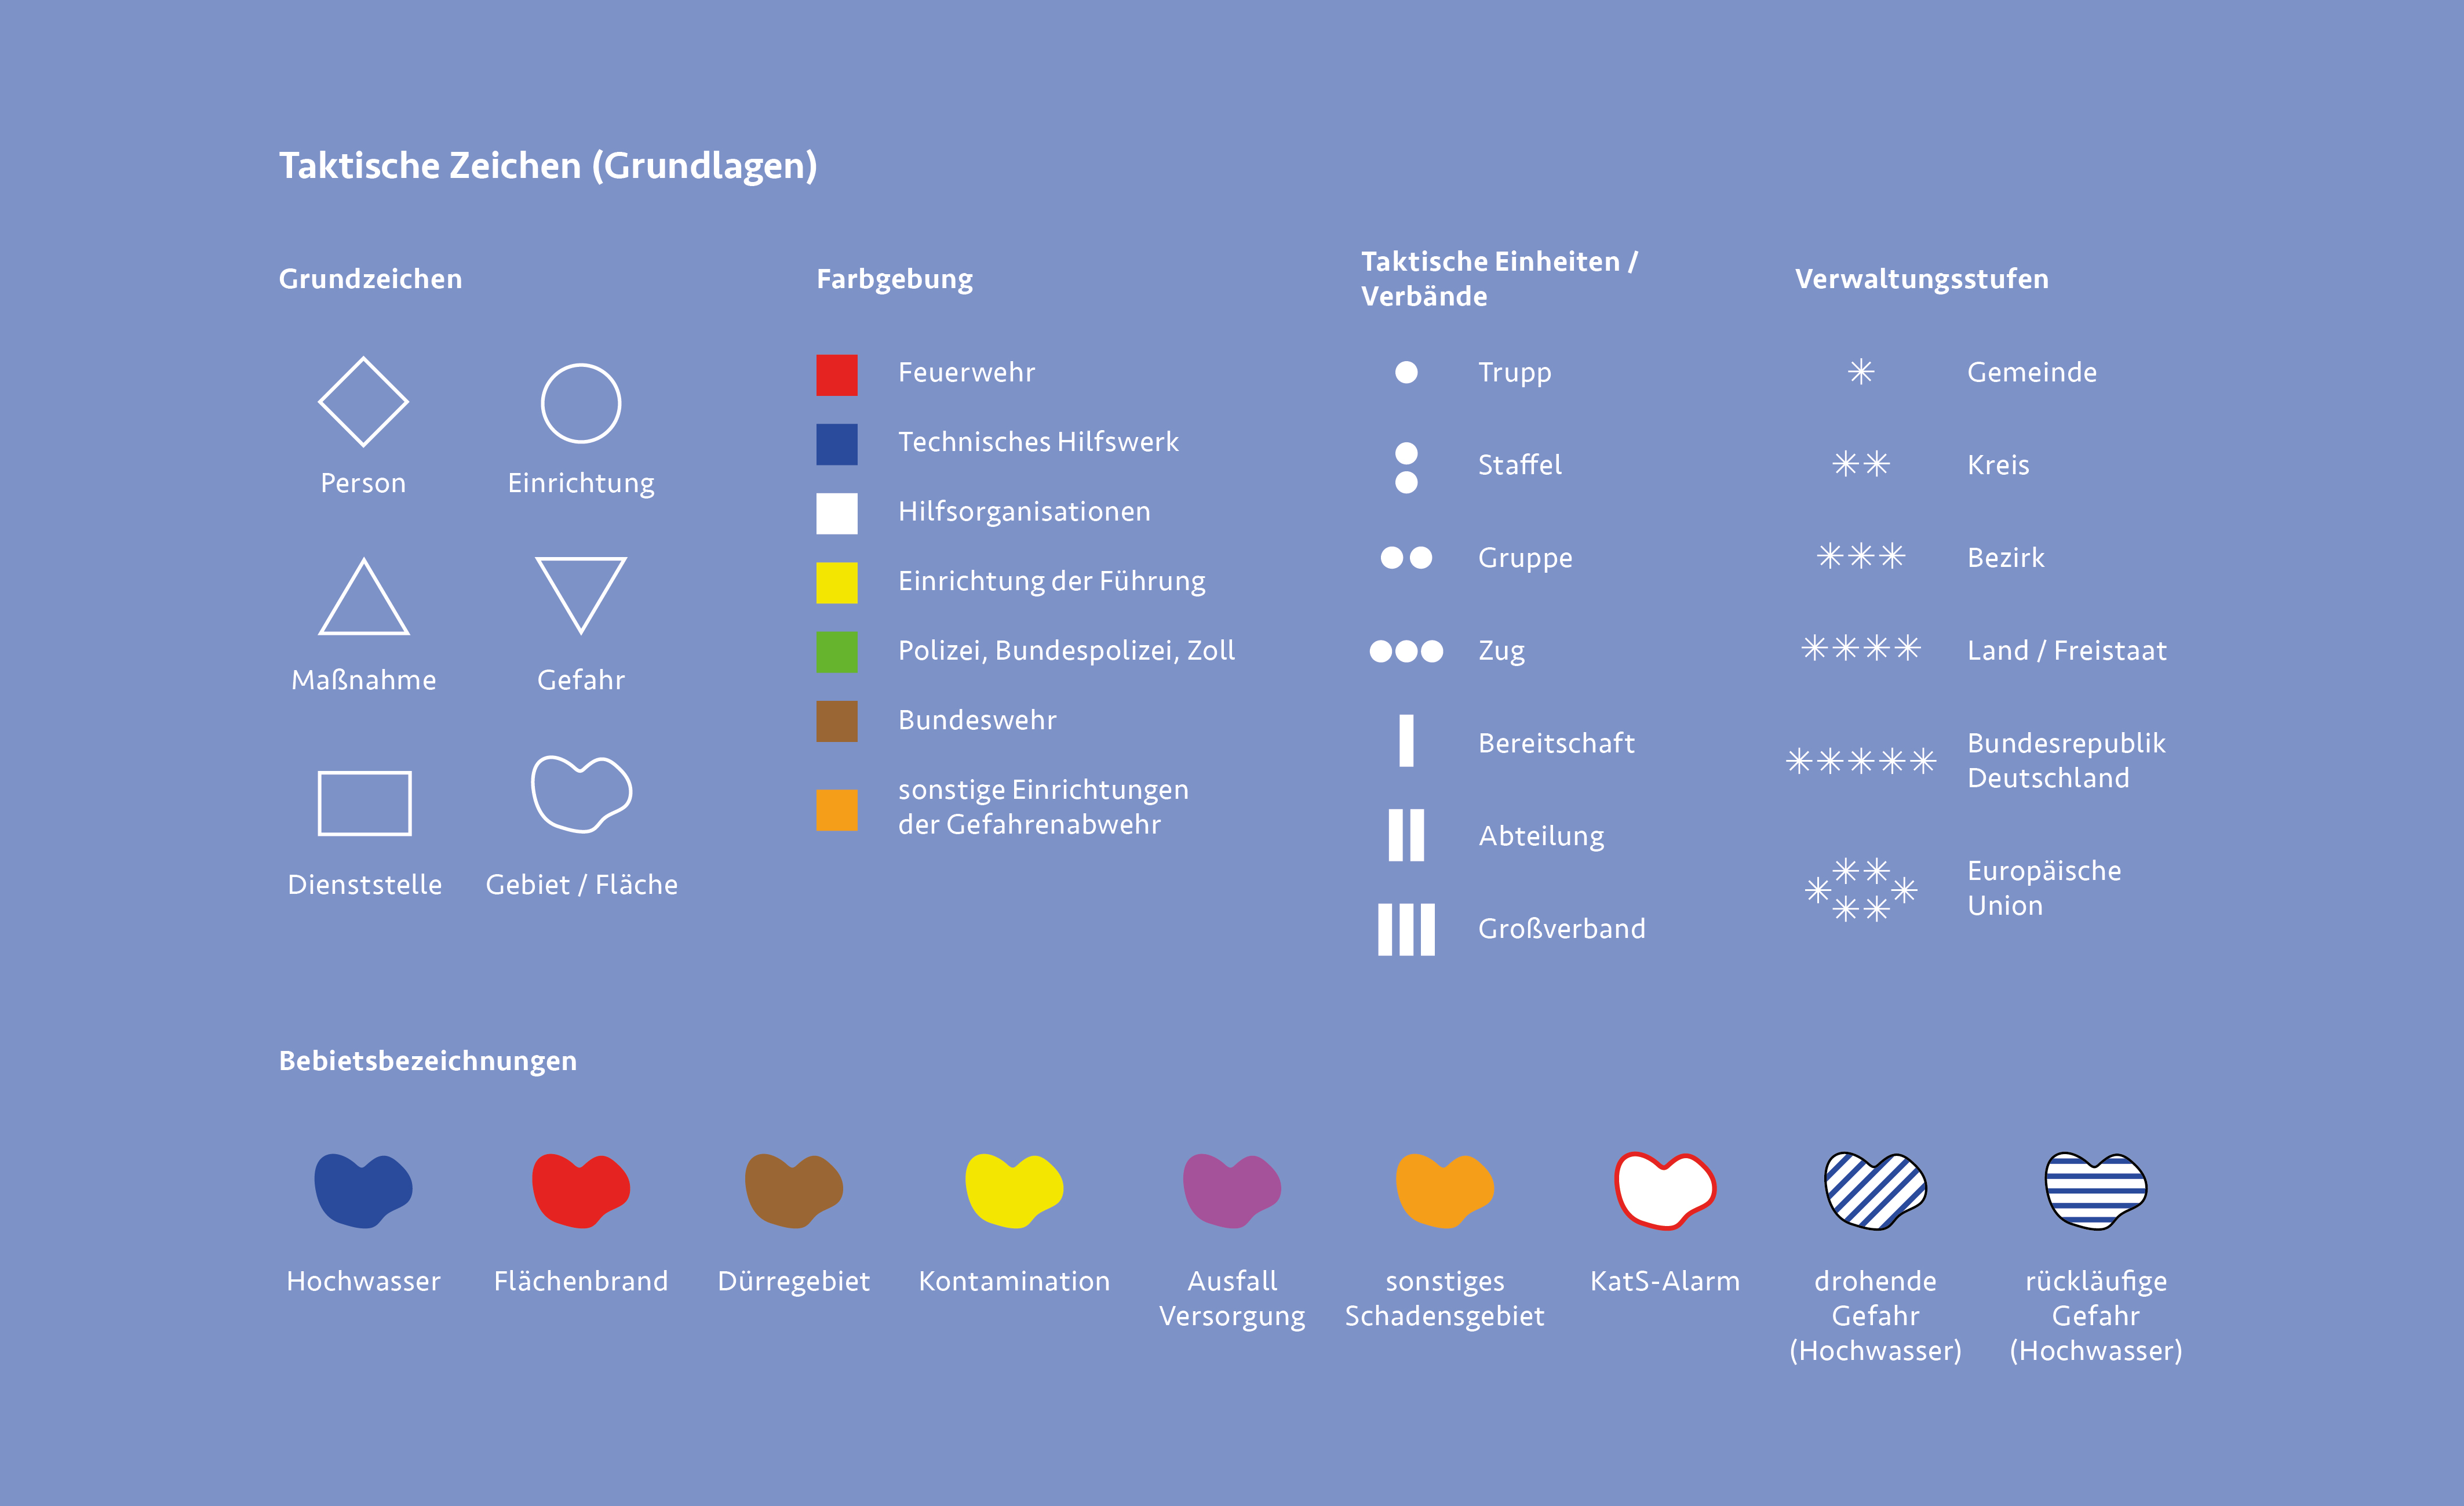 Taktische Zeichen (Grundlagen)
Grundzeichen
Person
Einrichtung
Maßnahme
Gefahr
Dienststelle
Gebiet / Fläche
Farbgebung
Feuerwehr
Technisches Hilfswerk
Hilfsorganisationen
Einrichtung der Führung
Polizei, Bundespolizei, Zoll
Bundeswehr
sonstige Einrichtungen
der Gefahrenabwehr
Taktische Einheiten /
Verbände
Trupp
Staffel
Gruppe
Zug
Bereitschaft
Abteilung
Großverband
Verwaltungsstufen
Gemeinde
Kreis
Bezirk
Land / Freistaat
Bundesrepublik
Deutschland
Europäische
Union
Bebietsbezeichnungen
Hochwasser
Flächenbrand
Dürregebiet
Kontamination
Ausfall
Versorgung
sonstiges
Schadensgebiet
KatS-Alarm
drohende
Gefahr
(Hochwasser)
rückläufige
Gefahr
(Hochwasser)